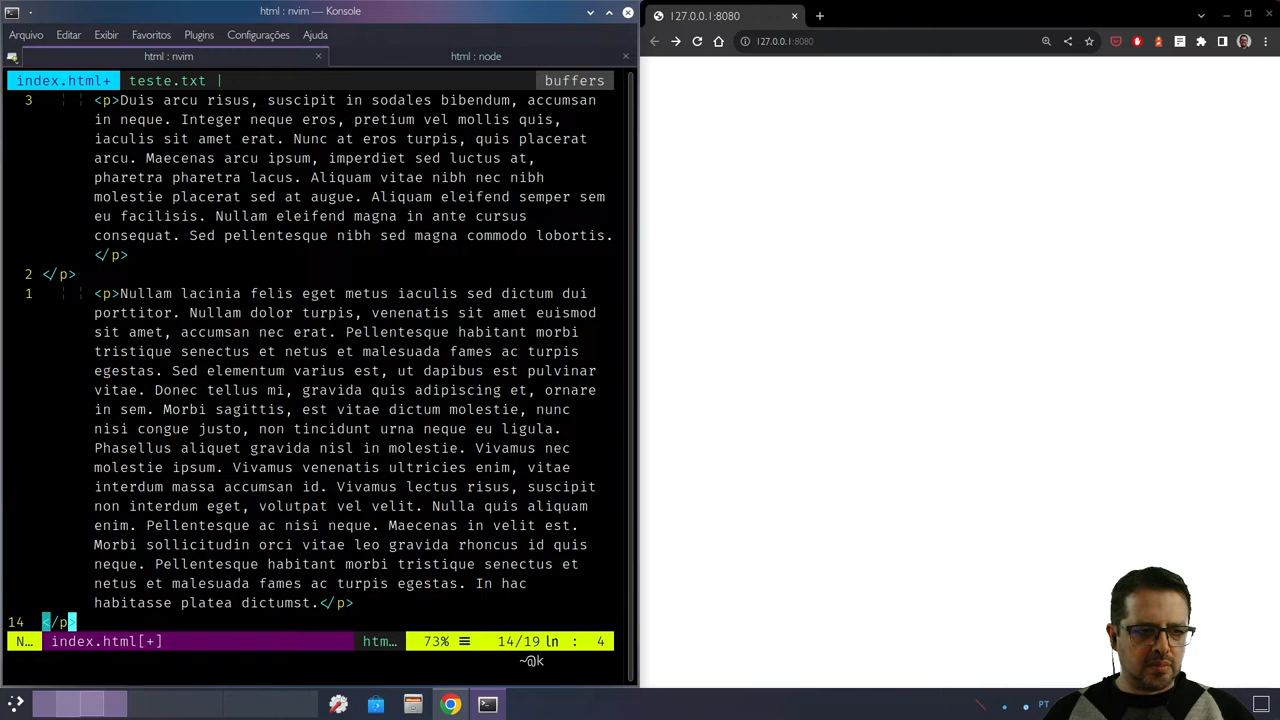 html : nvim — Konsole
Arquivo Editar Exibir Favoritos Plugins Configurações Ajuda
html : nvim
html : node
index.html+ teste.txt | buffers
3 <p>Duis arcu risus, suscipit in sodales bibendum, accumsan
in neque. Integer neque eros, pretium vel mollis quis,
iaculis sit amet erat. Nunc at eros turpis, quis placerat
arcu. Maecenas arcu ipsum, imperdiet sed luctus at,
pharetra pharetra lacus. Aliquam vitae nibh nec nibh
molestie placerat sed at augue. Aliquam eleifend semper sem
eu facilisis. Nullam eleifend magna in ante cursus
consequat. Sed pellentesque nibh sed magna commodo lobortis.
</p>
2 </p>
1 <p>Nullam lacinia felis eget metus iaculis sed dictum dui
porttitor. Nullam dolor turpis, venenatis sit amet euismod
sit amet, accumsan nec erat. Pellentesque habitant morbi
tristique senectus et netus et malesuada fames ac turpis
egestas. Sed elementum varius est, ut dapibus est pulvinar
vitae. Donec tellus mi, gravida quis adipiscing et, ornare
in sem. Morbi sagittis, est vitae dictum molestie, nunc
nisi congue justo, non tincidunt urna neque eu ligula.
Phasellus aliquet gravida nisl in molestie. Vivamus nec
molestie ipsum. Vivamus venenatis ultricies enim, vitae
interdum massa accumsan id. Vivamus lectus risus, suscipit
non interdum eget, volutpat vel velit. Nulla quis aliquam
enim. Pellentesque ac nisi neque. Maecenas in velit est.
Morbi sollicitudin orci vitae leo gravida rhoncus id quis
neque. Pellentesque habitant morbi tristique senectus et
netus et malesuada fames ac turpis egestas. In hac
habitasse platea dictumst.</p>
14 </p>
N… index.html[+] htm… 73% ☰ 14/19 ln : 4
~@k
127.0.0.1:8080
127.0.0.1:8080
PT